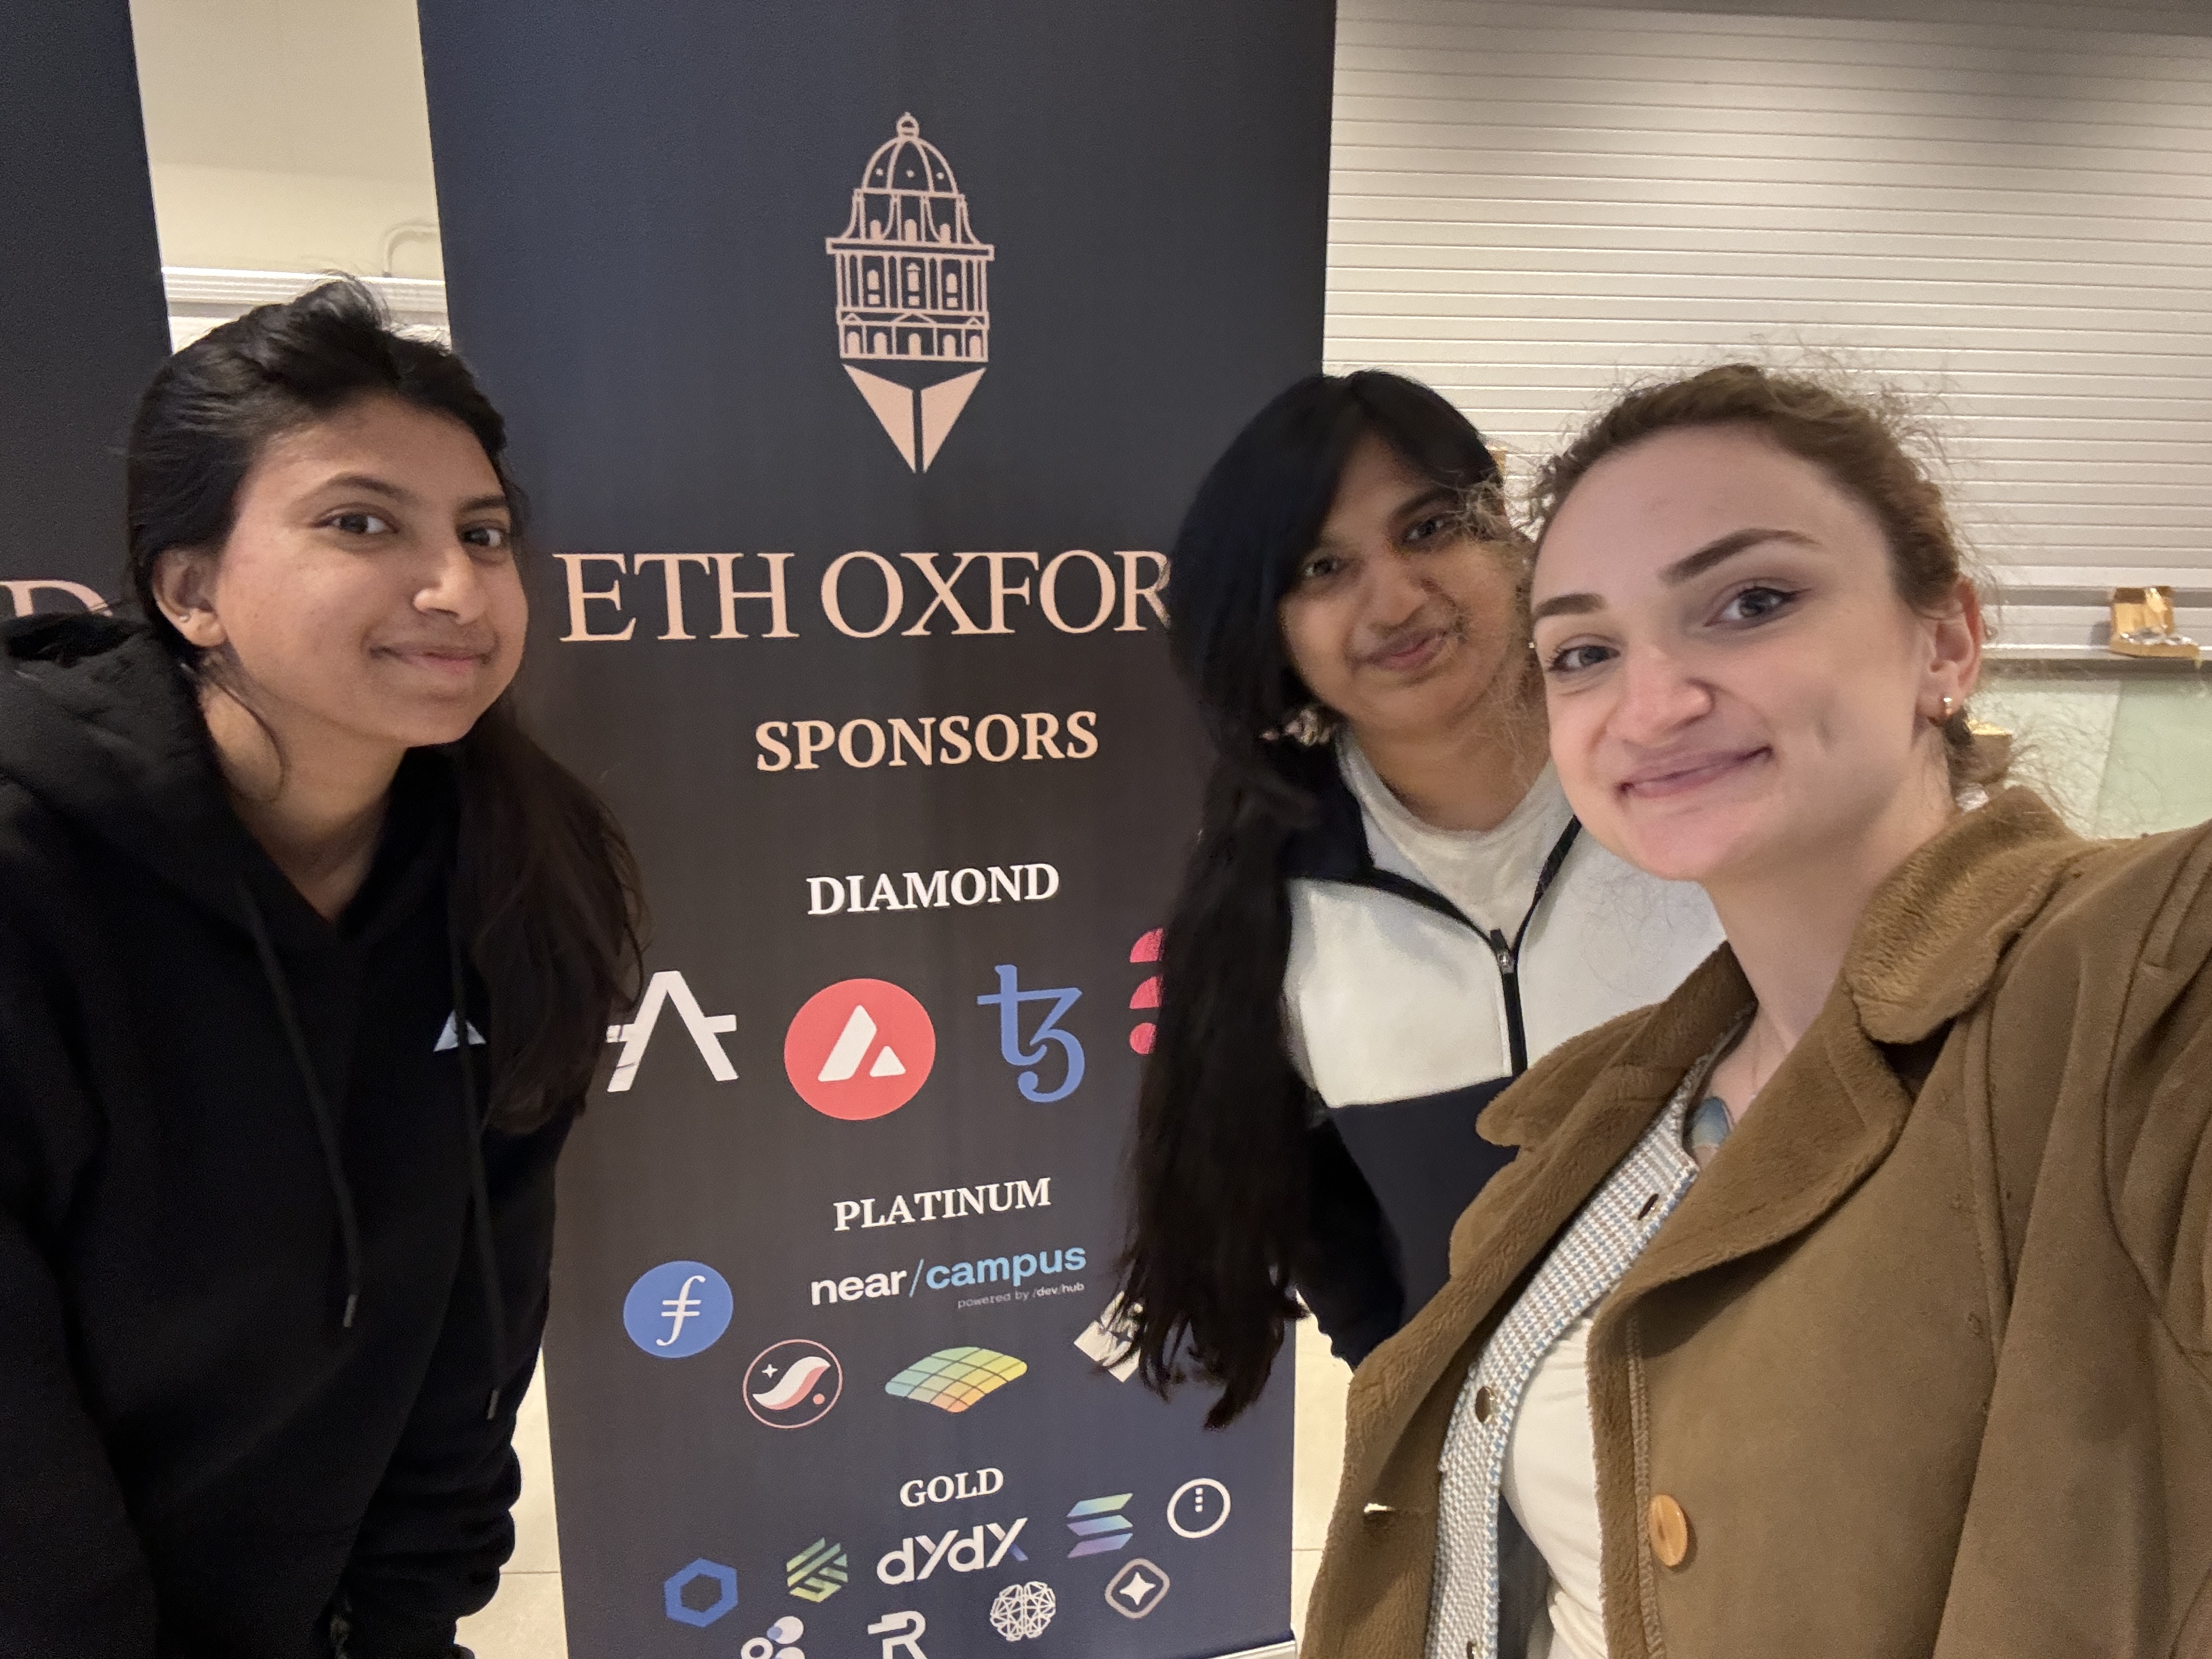 ETH OXFOR
SPONSORS
DIAMOND
PLATINUM
near/campus
powered by /dev/hub
GOLD
dYdX